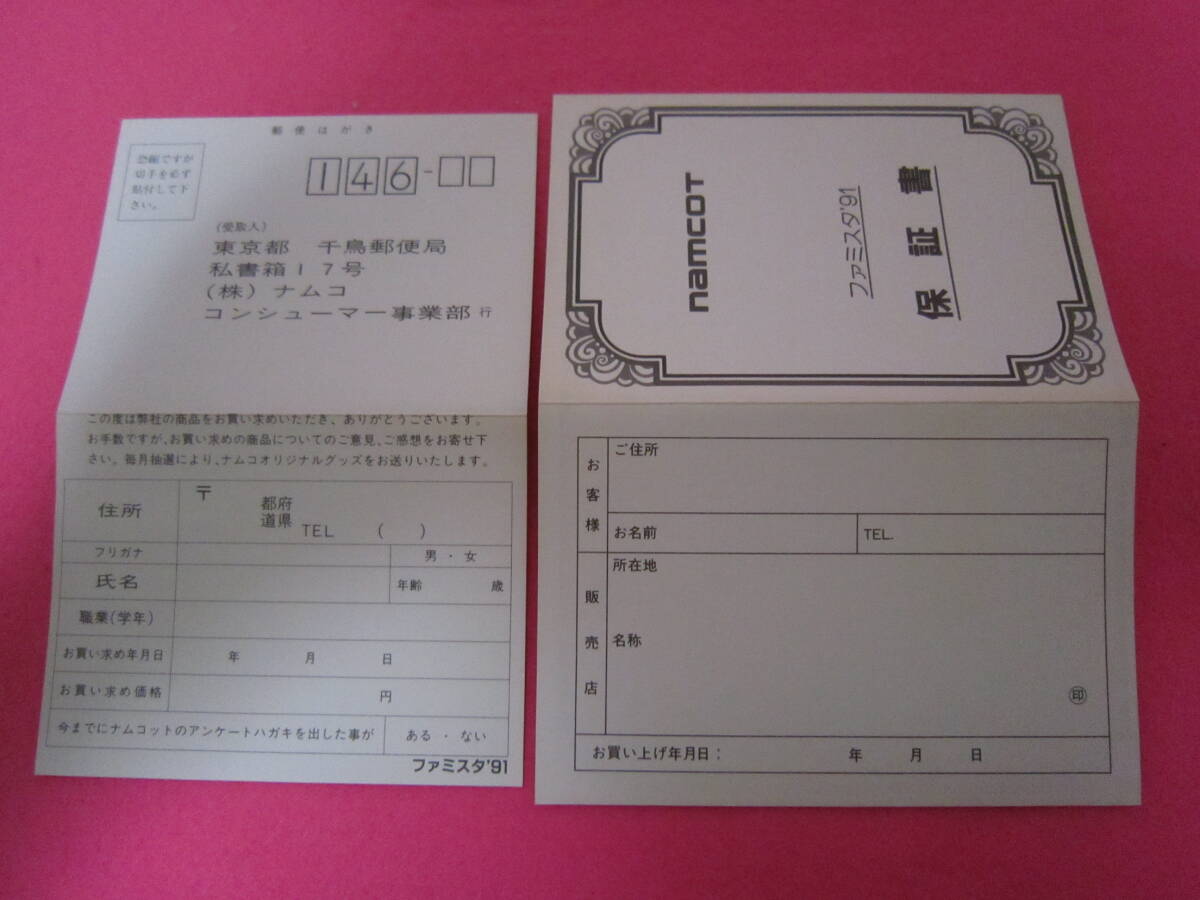 郵便はがき
恐縮ですが
切手を必ず
貼付して下
さい。
146-
(受取人)
東京都 千鳥郵便局
私書箱17号
(株)ナムコ
コンシューマー事業部 行
この度は弊社の商品をお買い求めいただき、ありがとうございます。
お手数ですが、お買い求めの商品についてのご意見、ご感想をお寄せ下
さい。毎月抽選により、ナムコオリジナルグッズをお送りいたします。
住所 〒 都府
道県 TEL ( )
フリガナ 男・女
氏名 年齢 歳
職業(学年)
お買い求め年月日 年 月 日
お買い求め価格 円
今までにナムコットのアンケートハガキを出した事が ある・ない
ファミスタ'91
namcot
ファミスタ'91
保証書
お客様
ご住所
お名前 TEL.
販売店
所在地
名称
㊞
お買い上げ年月日: 年 月 日